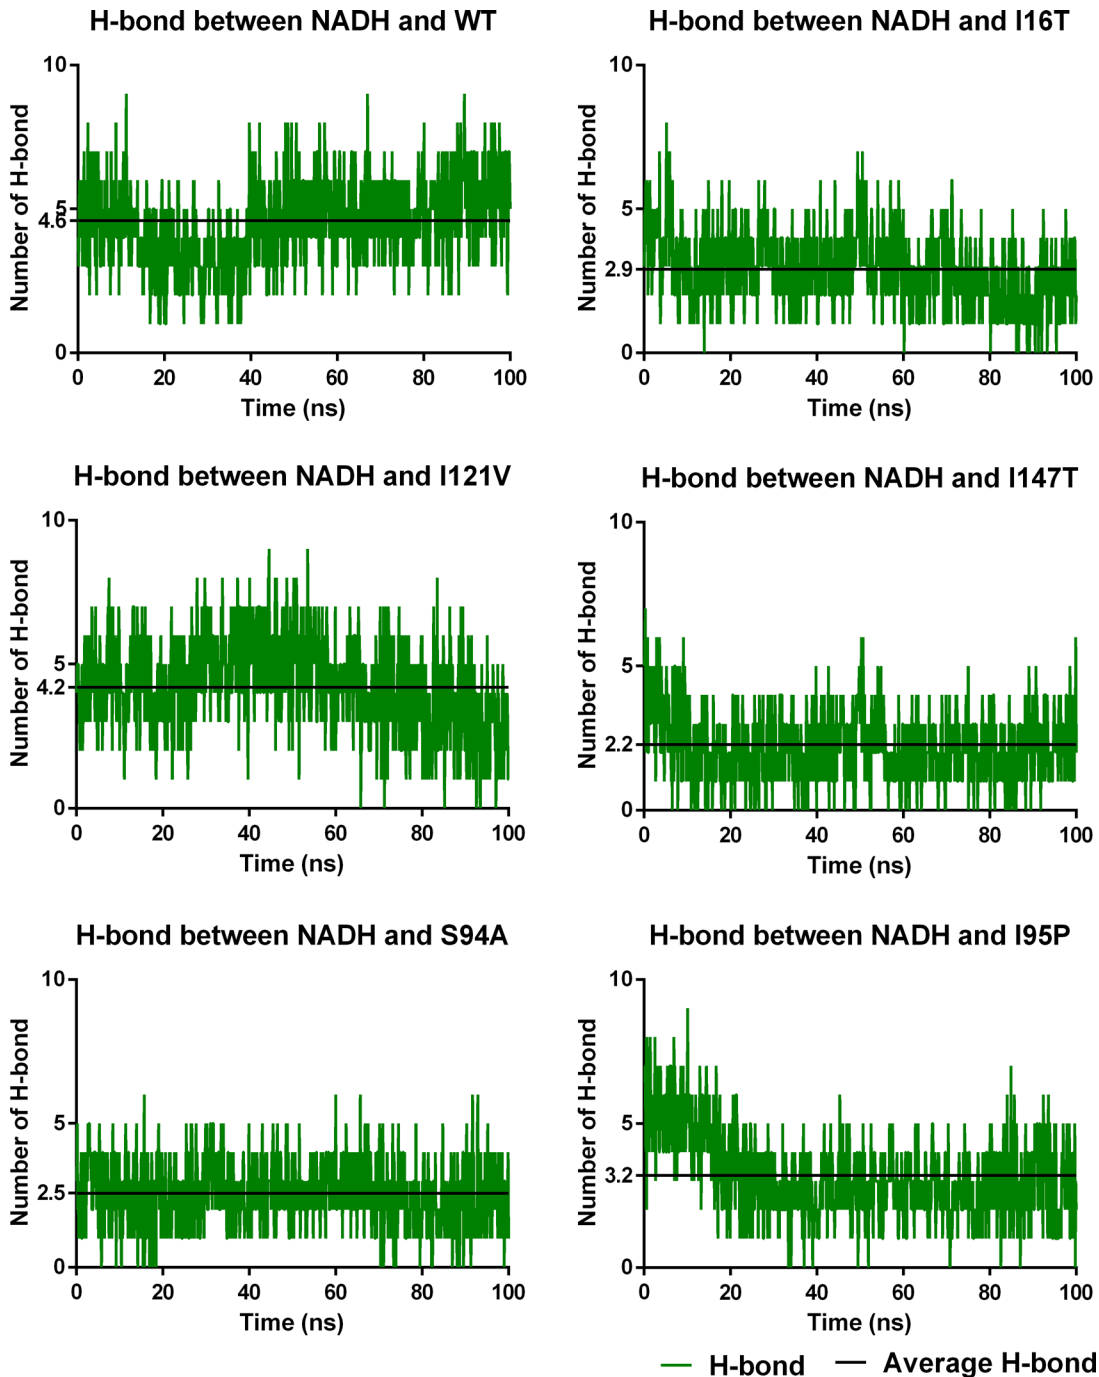 H-bond between NADH and WT
Number of H-bond
10
5
4.6
0
0 20 40 60 80 100
Time (ns)
H-bond between NADH and I16T
Number of H-bond
10
5
2.9
0
0 20 40 60 80 100
Time (ns)
H-bond between NADH and I121V
Number of H-bond
10
5
4.2
0
0 20 40 60 80 100
Time (ns)
H-bond between NADH and I147T
Number of H-bond
10
5
2.2
0
0 20 40 60 80 100
Time (ns)
H-bond between NADH and S94A
Number of H-bond
10
5
2.5
0
0 20 40 60 80 100
Time (ns)
H-bond between NADH and I95P
Number of H-bond
10
5
3.2
0
0 20 40 60 80 100
Time (ns)
H-bond Average H-bond